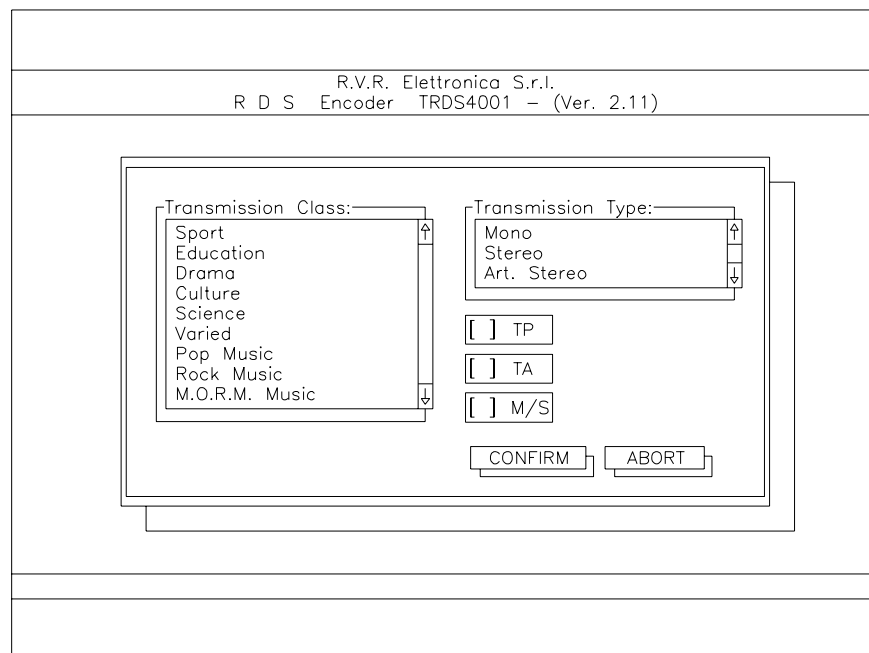 R.V.R. Elettronica S.r.l.
R D S Encoder TRDS4001 – (Ver. 2.11)
Transmission Class:
Sport
Education
Drama
Culture
Science
Varied
Pop Music
Rock Music
M.O.R.M. Music
Transmission Type:
Mono
Stereo
Art. Stereo
[ ] TP
[ ] TA
[ ] M/S
CONFIRM
ABORT